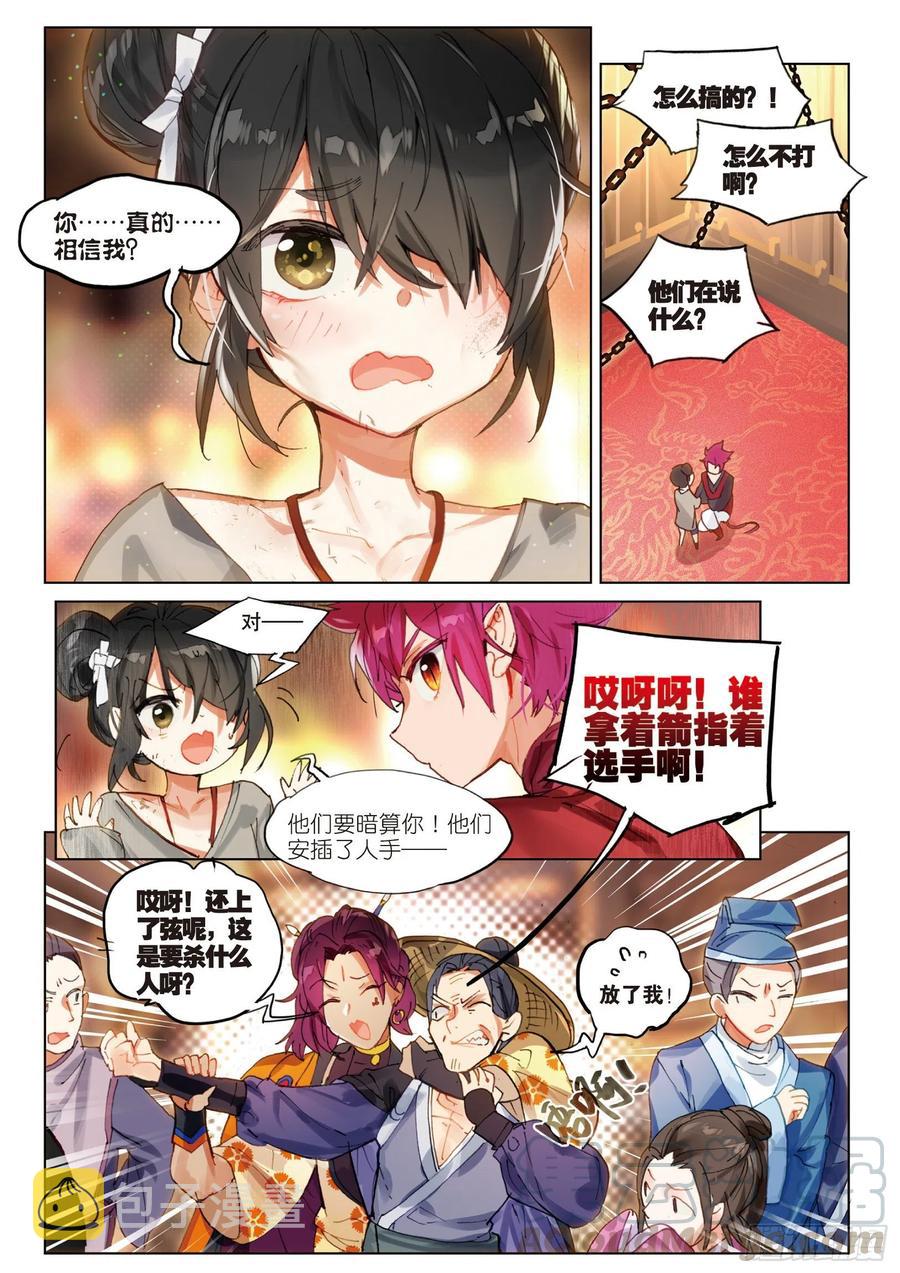 你……真的……
相信我？
怎么搞的？！
怎么不打
啊？
他们在说
什么？
对——
哎呀呀！谁
拿着箭指着
选手啊！
他们要暗算你！他们
安插了人手——
哎呀！还上
了弦呢，这
是要杀什么
人呀？
放了我！
包子漫畫